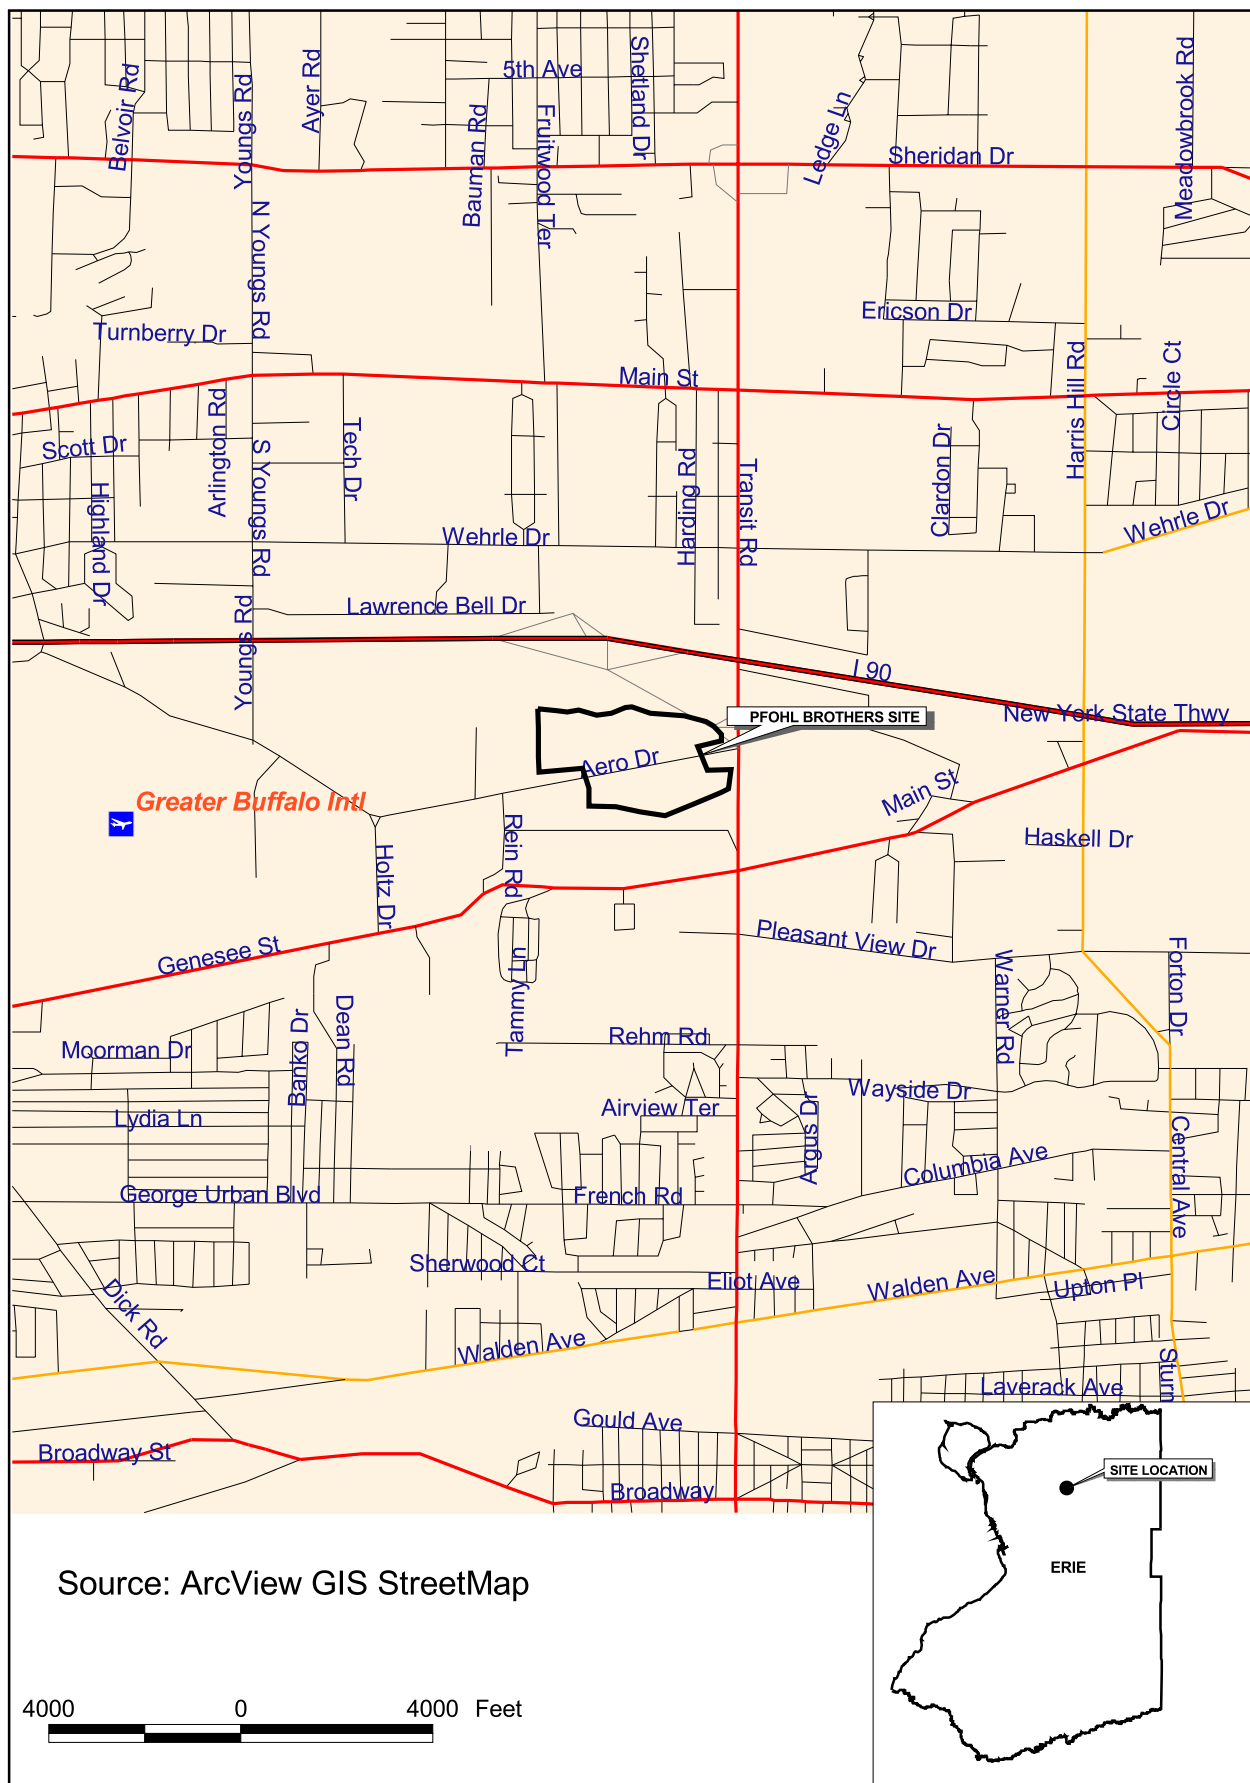 Belvoir Rd
Youngs Rd
Ayer Rd
5th Ave
Bauman Rd
Fruitwood Ter
Shetland Dr
Ledge Ln
Sheridan Dr
Meadowbrook Rd
N Youngs Rd
Turnberry Dr
Ericson Dr
Main St
Harris Hill Rd
Circle Ct
Scott Dr
Arlington Rd
S Youngs Rd
Tech Dr
Harding Rd
Transit Rd
Clardon Dr
Highland Dr
Wehrle Dr
Wehrle Dr
Lawrence Bell Dr
Youngs Rd
I 90
New York State Thwy
PFOHL BROTHERS SITE
Aero Dr
Main St
Greater Buffalo Intl
Haskell Dr
Rein Rd
Holtz Dr
Genesee St
Pleasant View Dr
Tammy Ln
Warner Rd
Forton Dr
Dean Rd
Banko Dr
Moorman Dr
Rehm Rd
Wayside Dr
Airview Ter
Argus Dr
Lydia Ln
Central Ave
Columbia Ave
George Urban Blvd
French Rd
Sherwood Ct
Eliot Ave
Walden Ave
Upton Pl
Dick Rd
Walden Ave
Sturn
Laverack Ave
Gould Ave
Broadway St
Broadway
SITE LOCATION
ERIE
Source: ArcView GIS StreetMap
4000 0 4000 Feet